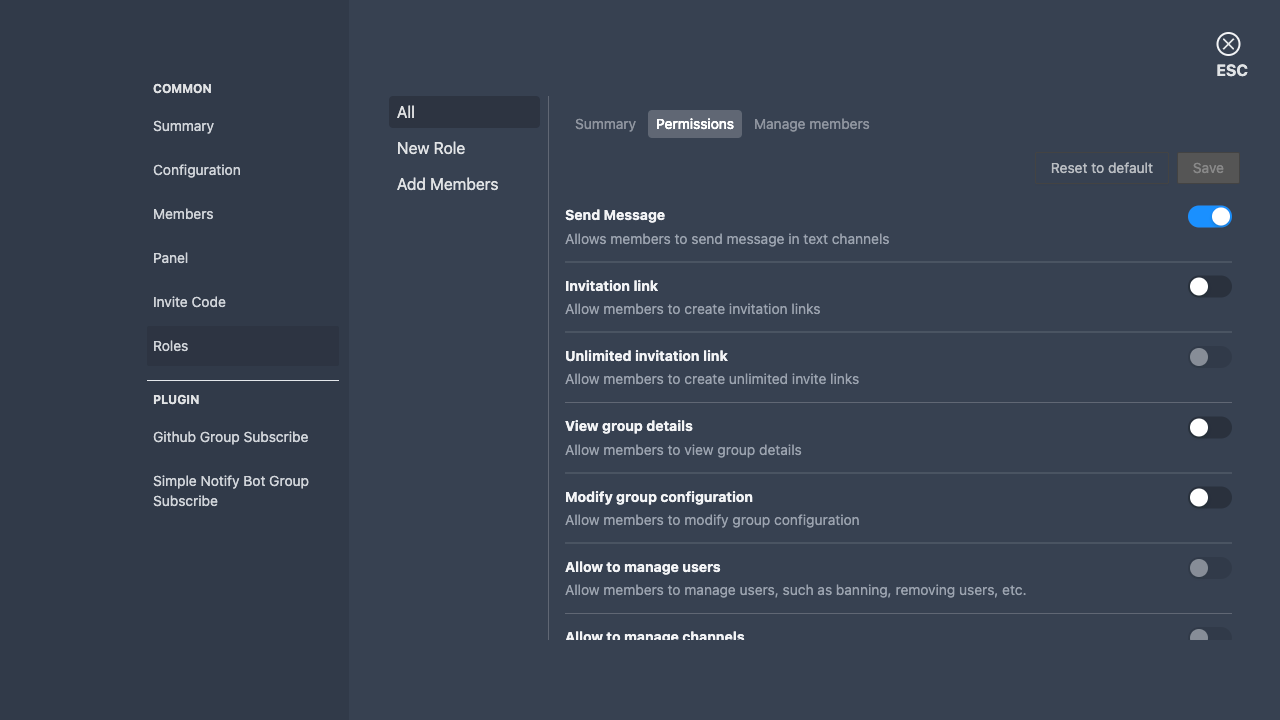 COMMON
Summary
Configuration
Members
Panel
Invite Code
Roles
PLUGIN
Github Group Subscribe
Simple Notify Bot Group
Subscribe
All
New Role
Add Members
Summary
Permissions
Manage members
ESC
Reset to default
Save
Send Message
Allows members to send message in text channels
Invitation link
Allow members to create invitation links
Unlimited invitation link
Allow members to create unlimited invite links
View group details
Allow members to view group details
Modify group configuration
Allow members to modify group configuration
Allow to manage users
Allow members to manage users, such as banning, removing users, etc.
Allow to manage channels